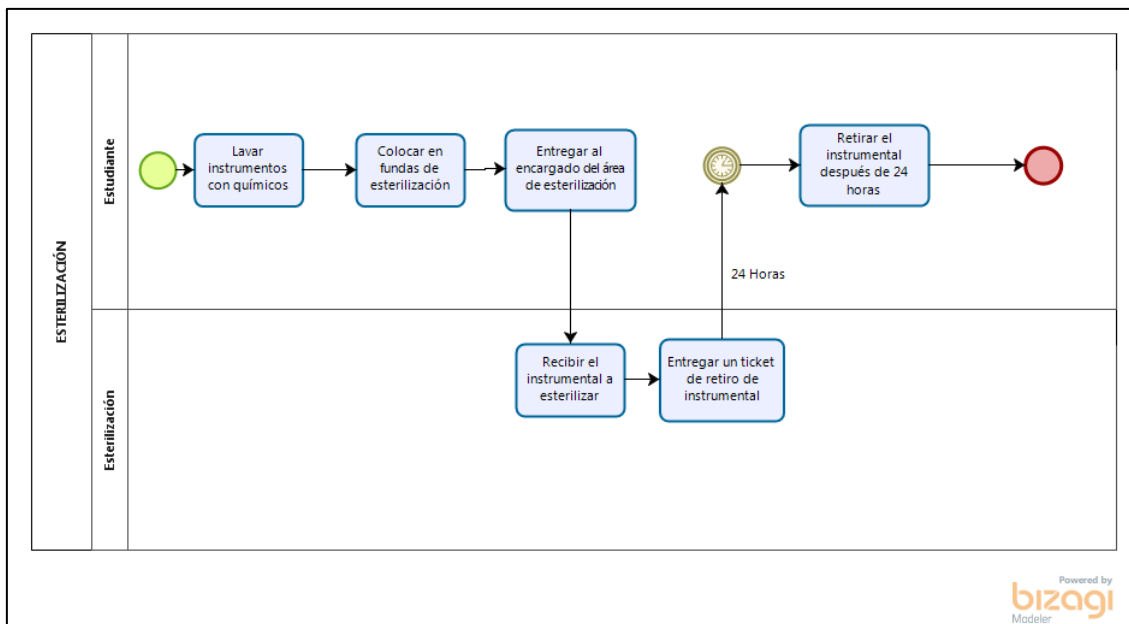 ESTERILIZACIÓN
Estudiante
Lavar
instrumentos
con químicos
Colocar en
fundas de
esterilización
Entregar al
encargado del área
de esterilización
Retirar el
instrumental
después de 24
horas
24 Horas
Esterilización
Recibir el
instrumental a
esterilizar
Entregar un ticket
de retiro de
instrumental
Powered by
bizagi
Modeler